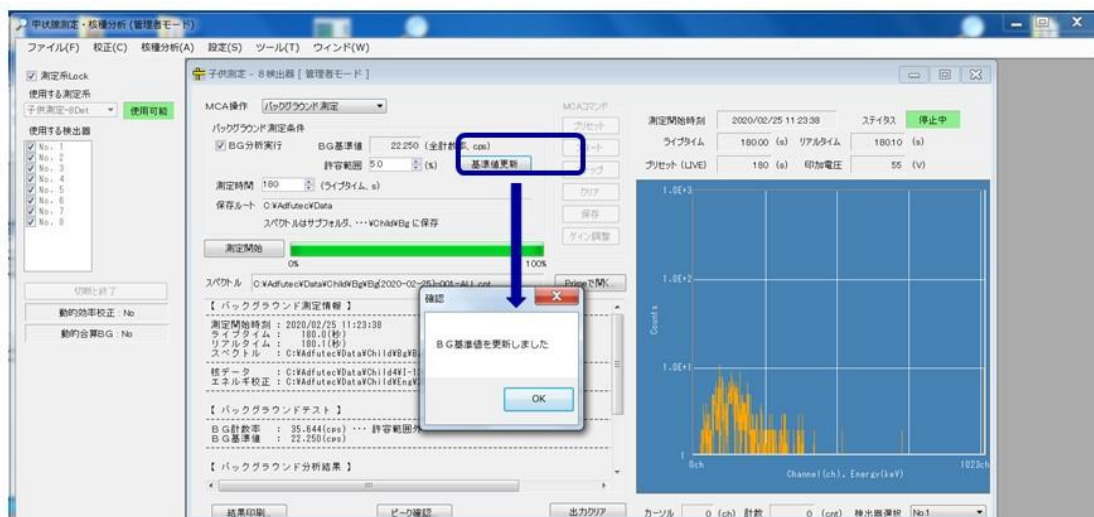 甲状腺測定・核種分析 (管理者モード)
ファイル(F) 校正(C) 核種分析(A) 設定(S) ツール(T) ウィンド(W)
測定系Lock
使用する測定系
子供測定-8Det 使用可能
使用する検出器
No. 1
No. 2
No. 3
No. 4
No. 5
No. 6
No. 7
No. 8
切断と終了
動的効率校正 : No
動的合算BG : No
子供測定 - 8検出器 [ 管理者モード ]
MCA操作 バックグラウンド測定
バックグラウンド測定条件
BG分析実行 BG基準値 22.250 (全計数率, cps)
許容範囲 5.0 (%) 基準値更新
測定時間 180 (ライブタイム、s)
保存ルート C:¥Adfutec¥Data
スペクトルはサブフォルダ、・・・¥Child¥Bg に保存
測定開始
0% 100%
MCAコマンド
プリセット
クリア
保存
ゲイン調整
スペクトル C:¥Adfutec¥Data¥Child¥Bg¥Bg(2020-02-25)-001-ALL.cnt Primeで開く...
【 バックグラウンド測定情報 】
測定開始時刻 : 2020/02/25 11:23:38
ライブタイム : 180.0(秒)
リアルタイム : 180.1(秒)
スペクトル : C:¥Adfutec¥Data¥Child¥Bg¥B
核データ : C:¥Adfutec¥Data¥Child4¥I-1
エネルギ校正 : C:¥Adfutec¥Data¥Child¥Eng¥
【 バックグラウンドテスト 】
BG計数率 : 35.644(cps) ・・・ 許容範囲外
BG基準値 : 22.250(cps)
【 バックグラウンド分析結果 】
結果印刷... ピーク確認... 出力クリア
確認
BG基準値を更新しました
OK
測定開始時刻 2020/02/25 11:23:38 ステイタス 停止中
ライブタイム 180.00 (s) リアルタイム 180.10 (s)
プリセット (LIVE) 180 (s) 印加電圧 55 (V)
1.0E+3
1.0E+2
1.0E+1
1
Counts
0ch 1023ch
Channel(ch), Energy(keV)
カーソル 0 (ch) 計数 0 (cnt) 検出器選択 No.1